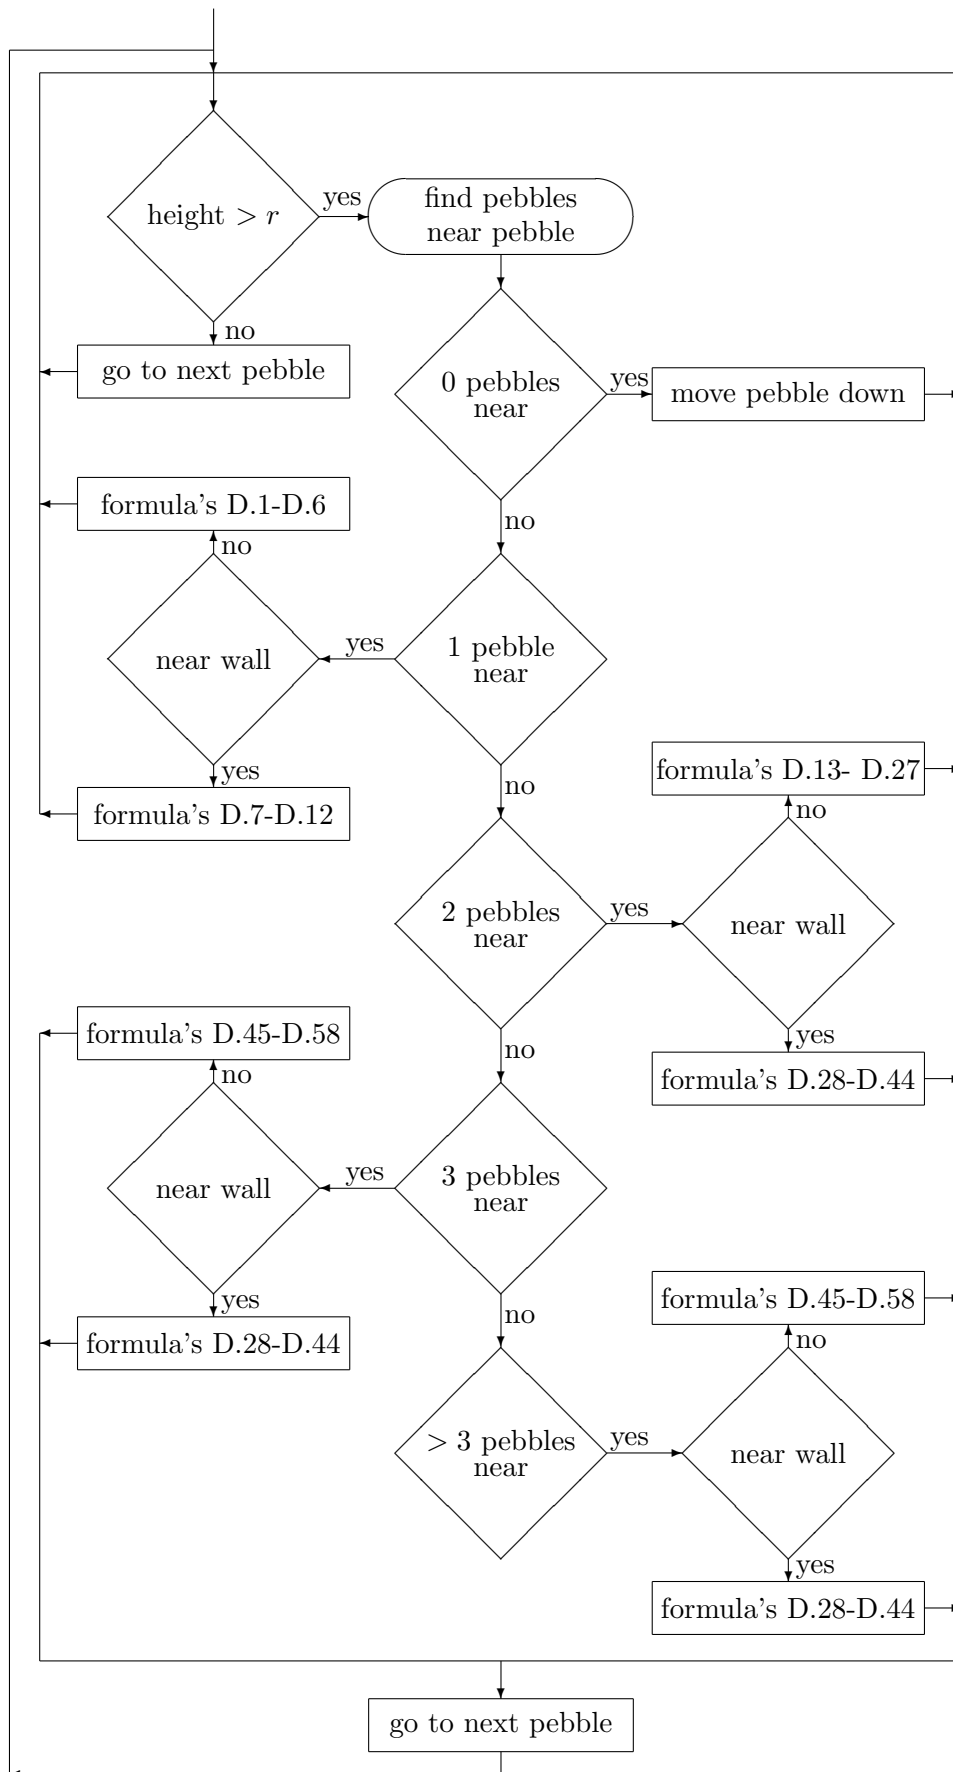 height > r
yes
find pebbles
near pebble
no
go to next pebble
0 pebbles
near
yes
move pebble down
no
formula's D.1-D.6
no
near wall
yes
1 pebble
near
yes
formula's D.7-D.12
no
formula's D.13- D.27
no
2 pebbles
near
yes
near wall
yes
formula's D.28-D.44
no
formula's D.45-D.58
no
near wall
yes
3 pebbles
near
yes
formula's D.28-D.44
no
formula's D.45-D.58
no
> 3 pebbles
near
yes
near wall
yes
formula's D.28-D.44
go to next pebble